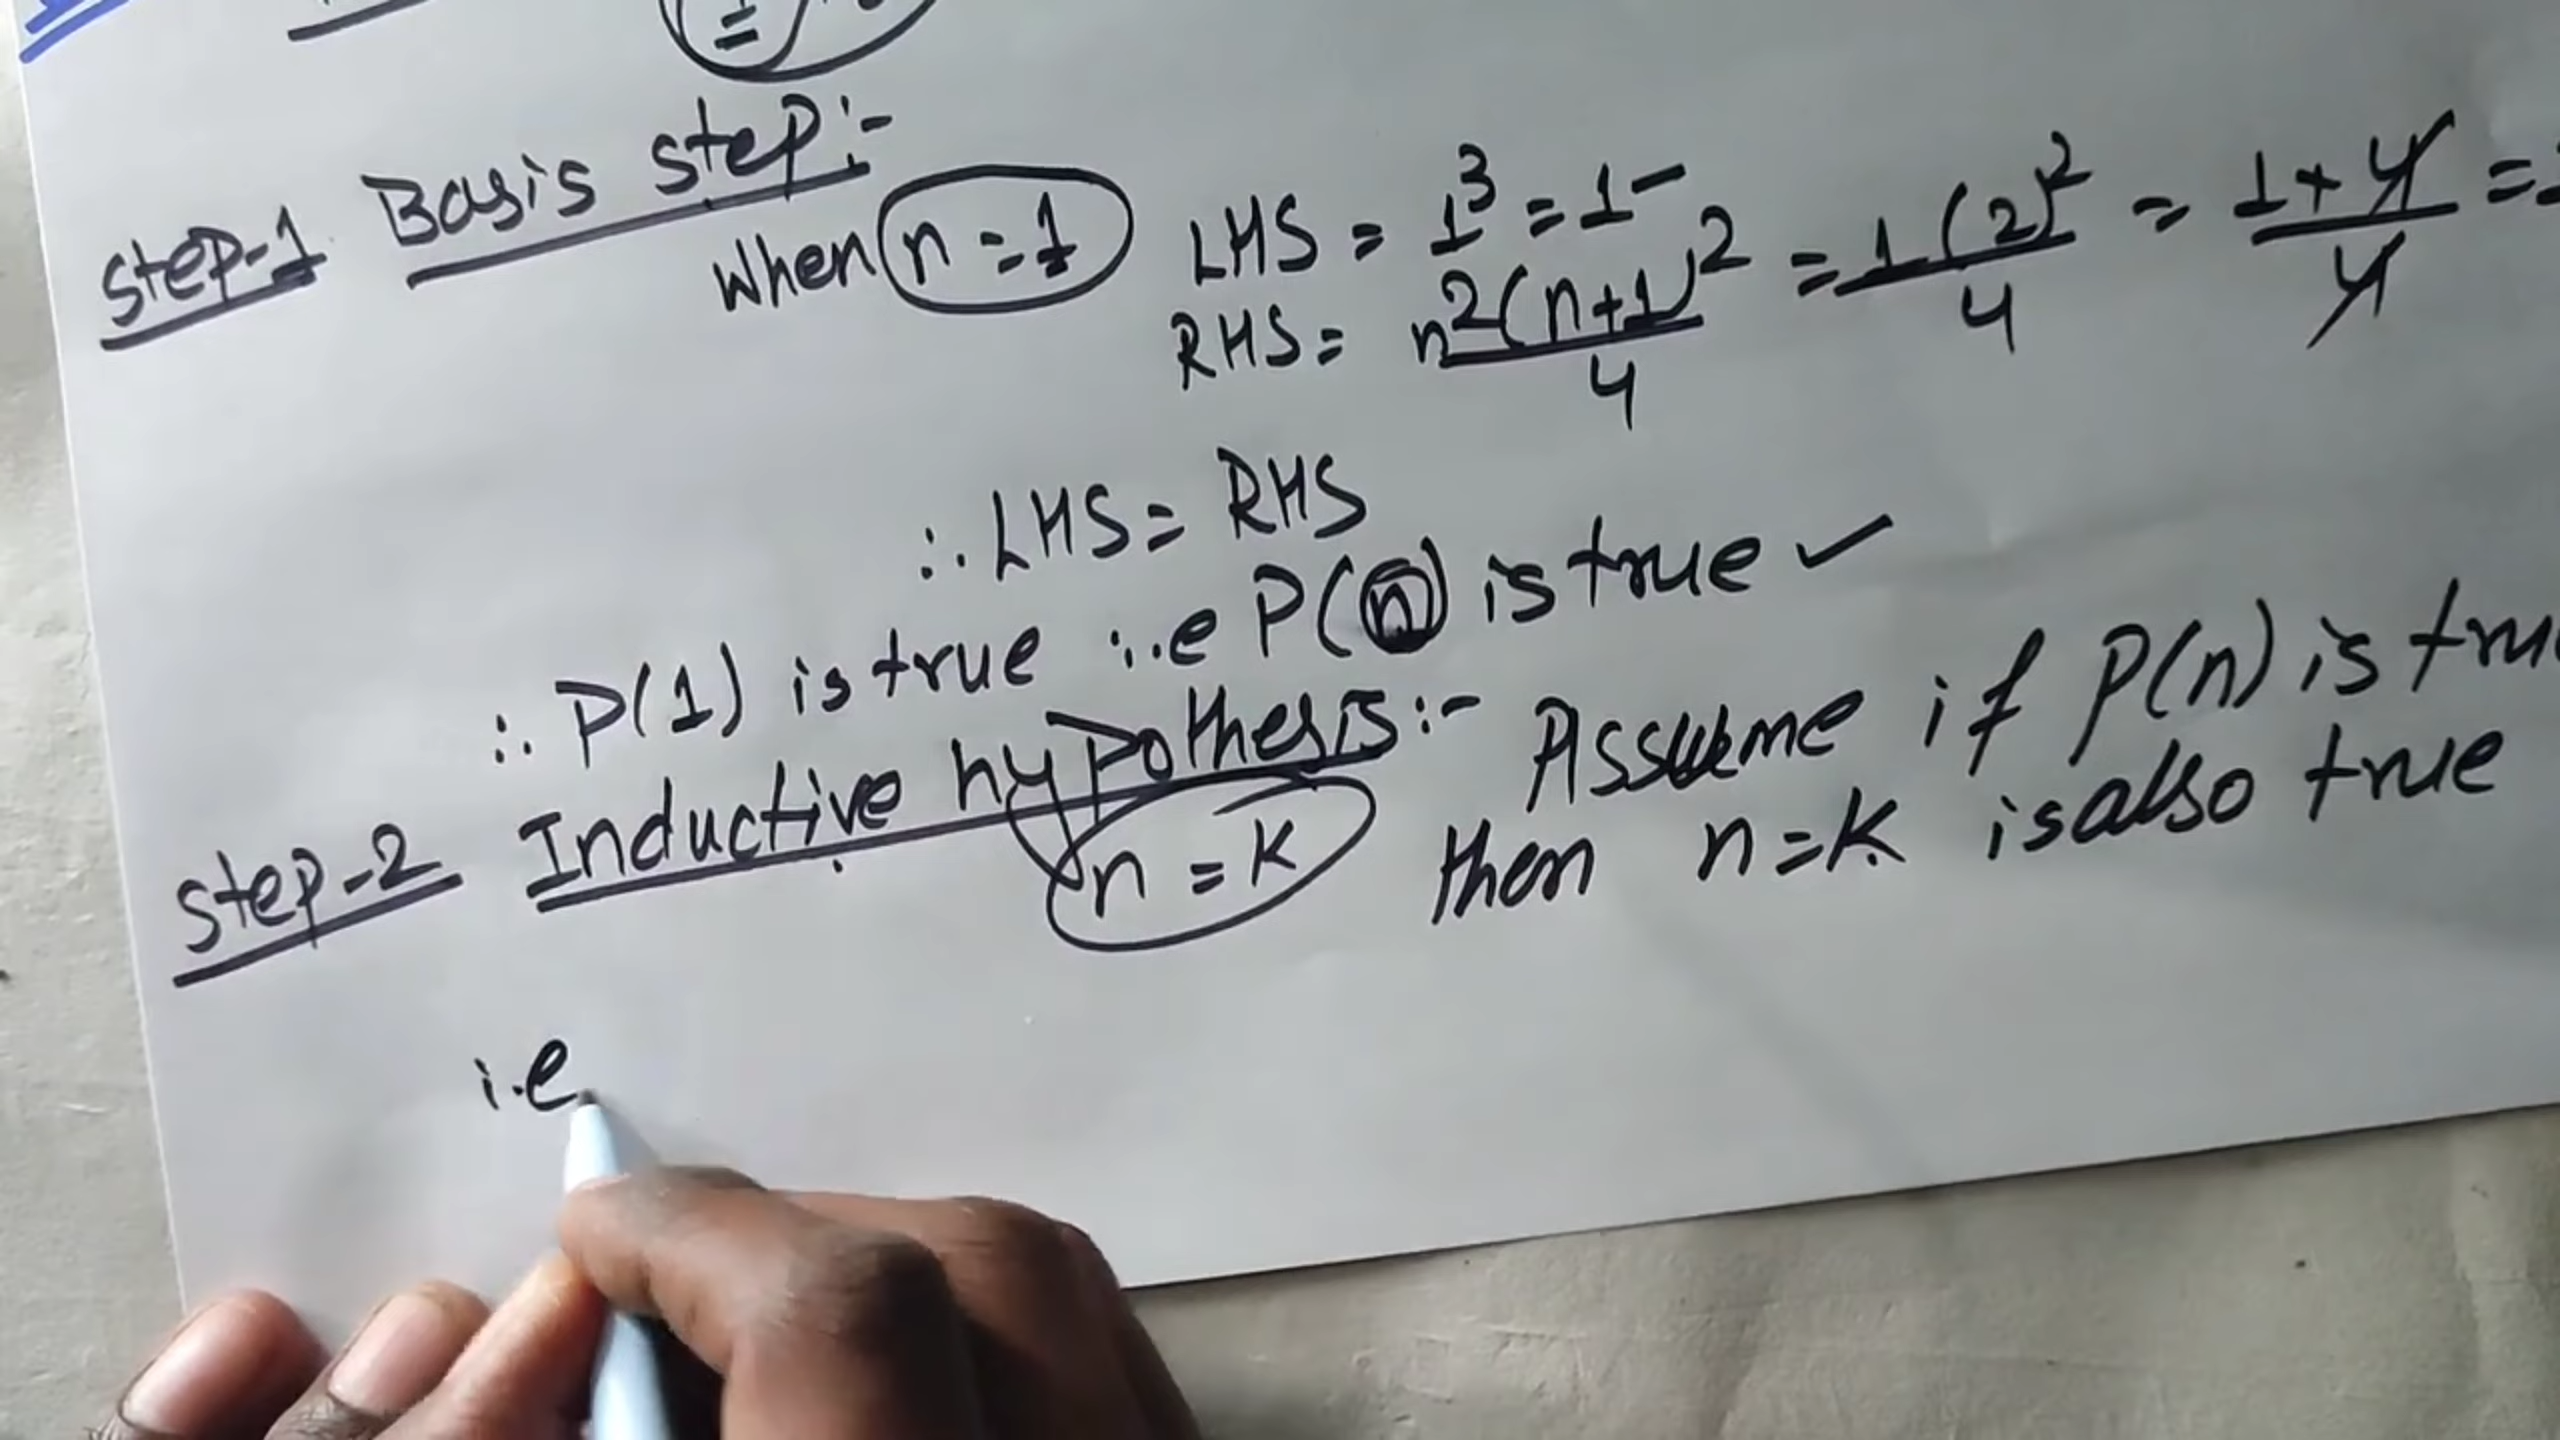 step-1 Basis step:-
When n = 1 LHS = 1³ = 1
RHS = n²(n+1)²/4 = 1(2)²/4 = 1+4/4 =
∴ LHS = RHS
∴ P(1) is true i.e P(n) is true ✓
step-2 Inductive hypothesis:- Assume if P(n) is
n = k then n=k is also true
i.e